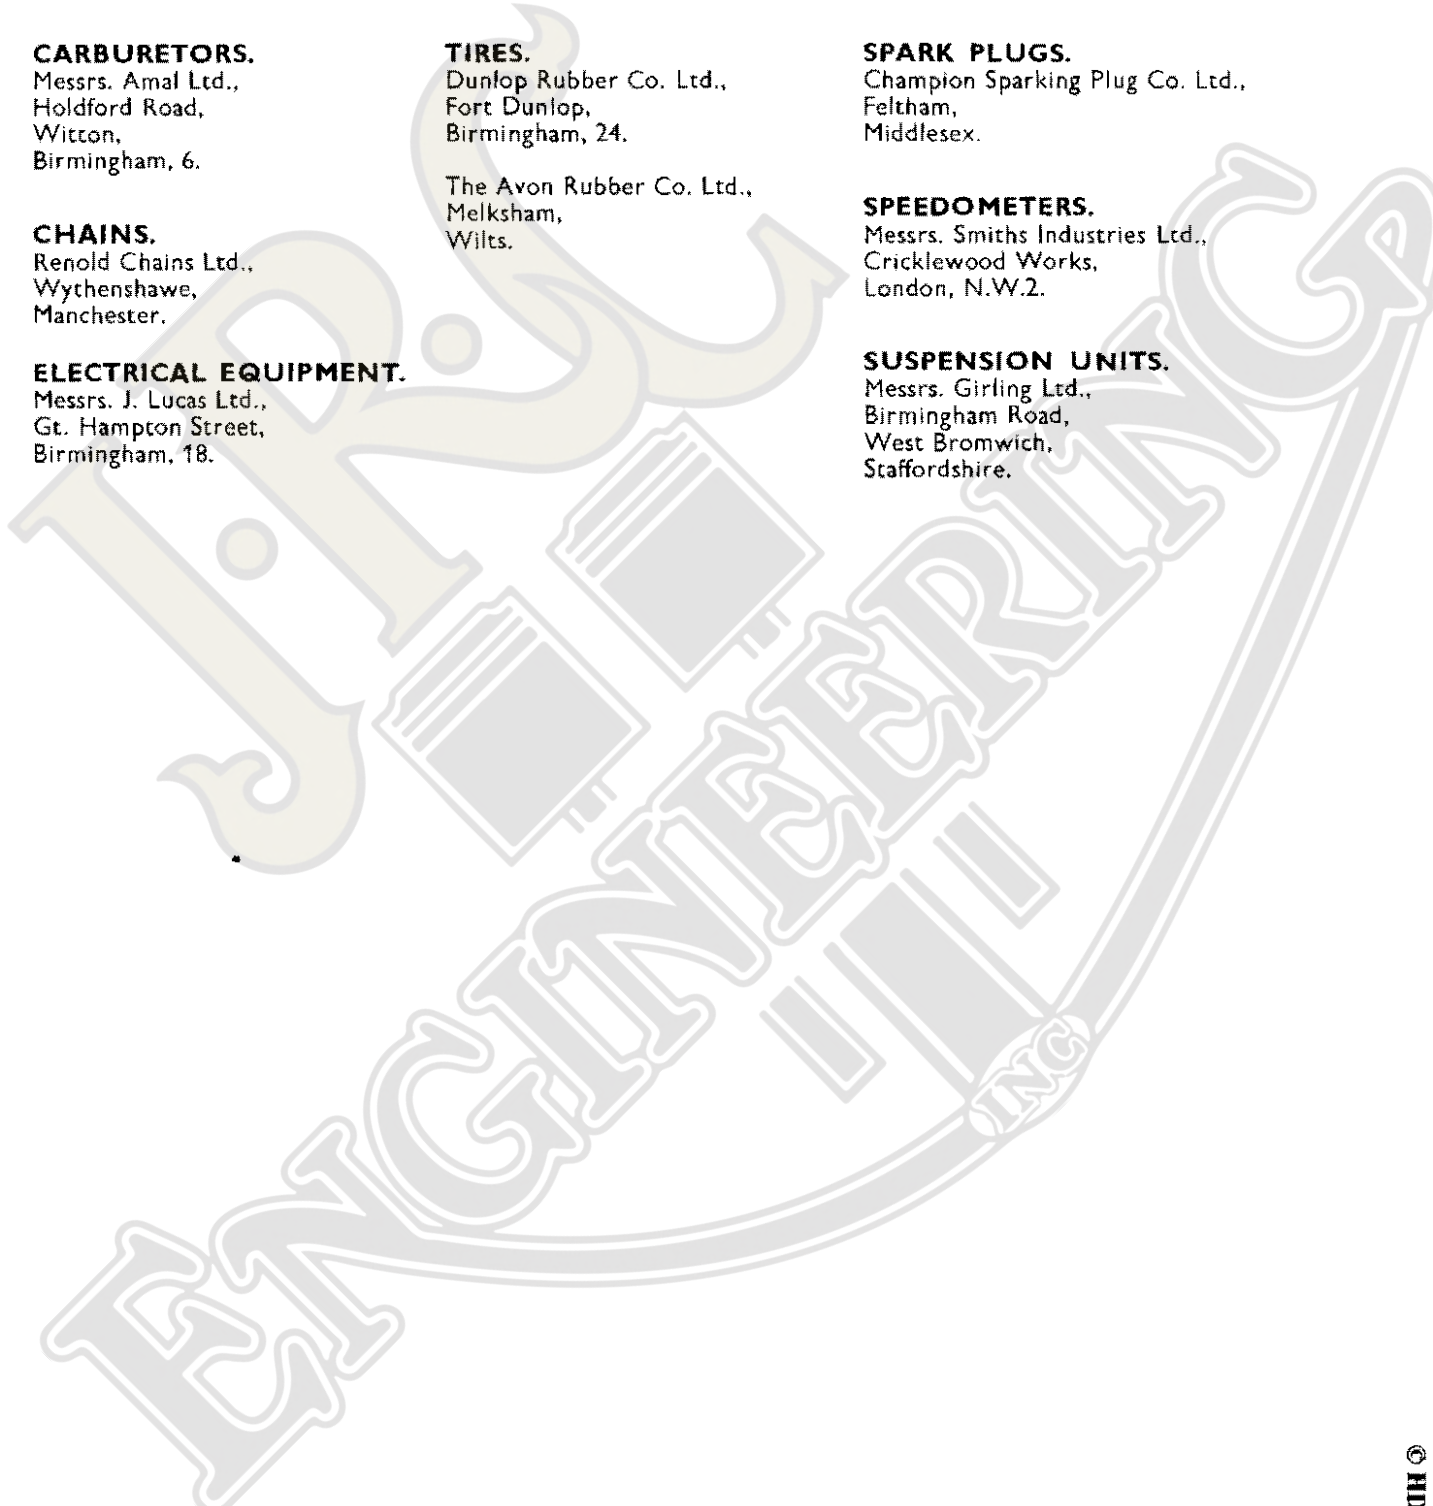 CARBURETORS.
Messrs. Amal Ltd.,
Holdford Road,
Witton,
Birmingham, 6.
CHAINS.
Renold Chains Ltd.,
Wythenshawe,
Manchester.
ELECTRICAL EQUIPMENT.
Messrs. J. Lucas Ltd.,
Gt. Hampton Street,
Birmingham, 18.
TIRES.
Dunlop Rubber Co. Ltd.,
Fort Dunlop,
Birmingham, 24.
The Avon Rubber Co. Ltd.,
Melksham,
Wilts.
SPARK PLUGS.
Champion Sparking Plug Co. Ltd.,
Feltham,
Middlesex.
SPEEDOMETERS.
Messrs. Smiths Industries Ltd.,
Cricklewood Works,
London, N.W.2.
SUSPENSION UNITS.
Messrs. Girling Ltd.,
Birmingham Road,
West Bromwich,
Staffordshire.
J·R·C
ENGINEERING
INC
© HD